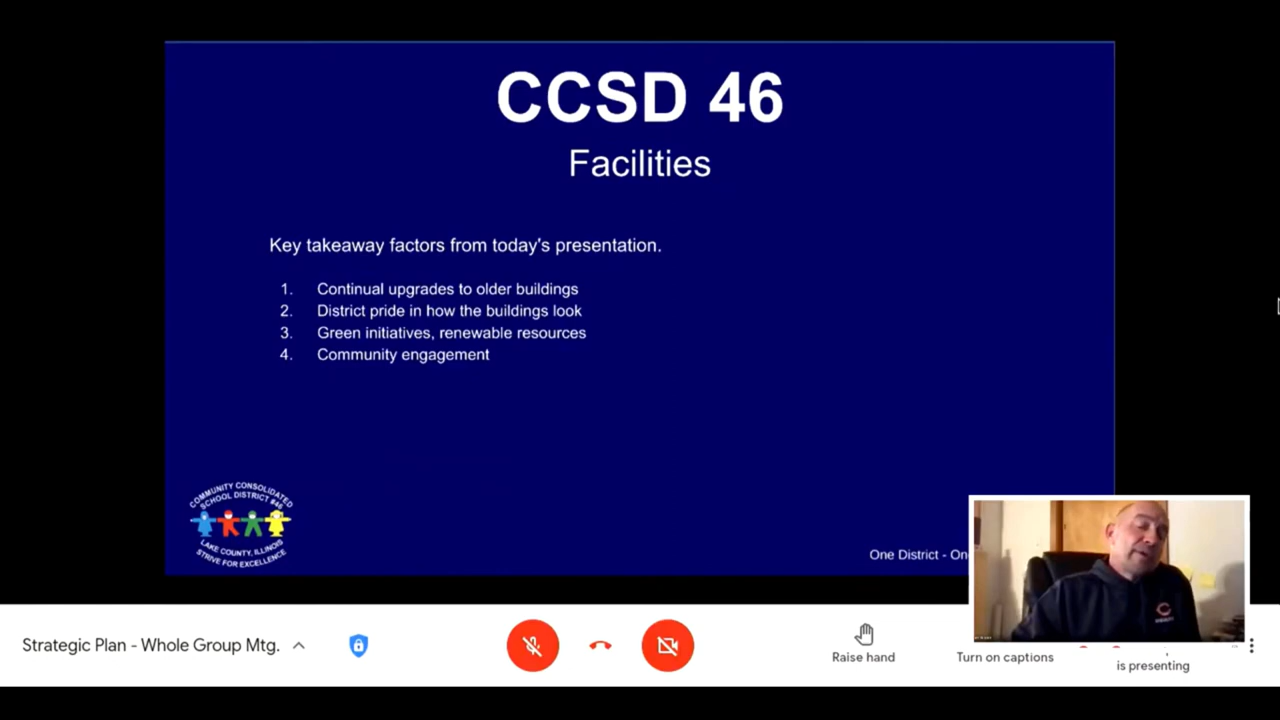 CCSD 46
Facilities
Key takeaway factors from today's presentation.
1. Continual upgrades to older buildings
2. District pride in how the buildings look
3. Green initiatives, renewable resources
4. Community engagement
COMMUNITY CONSOLIDATED
SCHOOL DISTRICT #46
LAKE COUNTY, ILLINOIS
STRIVE FOR EXCELLENCE
One District - On
Strategic Plan - Whole Group Mtg.
Raise hand
Turn on captions
is presenting